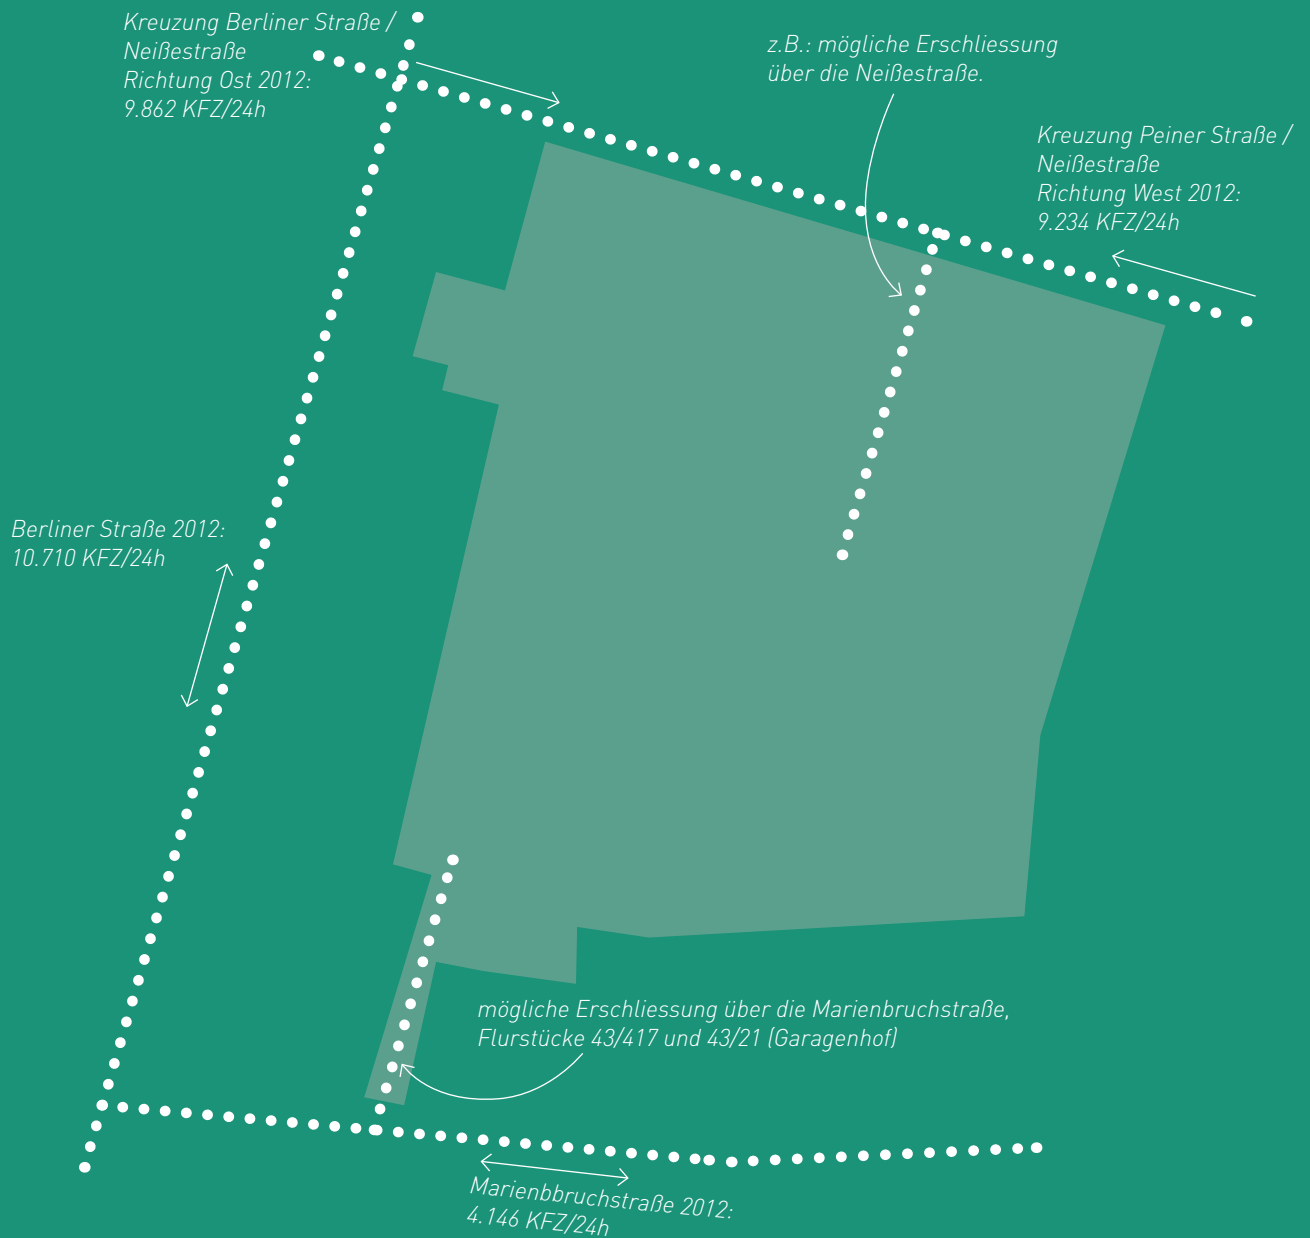 Kreuzung Berliner Straße /
Neißestraße
Richtung Ost 2012:
9.862 KFZ/24h
z.B.: mögliche Erschliessung
über die Neißestraße.
Kreuzung Peiner Straße /
Neißestraße
Richtung West 2012:
9.234 KFZ/24h
Berliner Straße 2012:
10.710 KFZ/24h
mögliche Erschliessung über die Marienbruchstraße,
Flurstücke 43/417 und 43/21 (Garagenhof)
Marienbbruchstraße 2012:
4.146 KFZ/24h